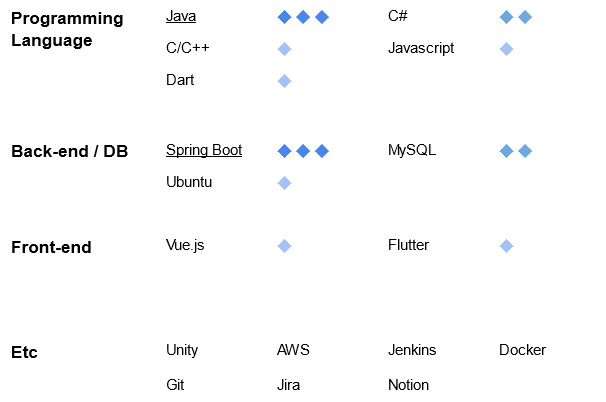 Programming
Language
Java ◆ ◆ ◆ C# ◆ ◆
C/C++ ◆ Javascript ◆
Dart ◆
Back-end / DB
Spring Boot ◆ ◆ ◆ MySQL ◆ ◆
Ubuntu ◆
Front-end
Vue.js ◆ Flutter ◆
Etc
Unity AWS Jenkins Docker
Git Jira Notion